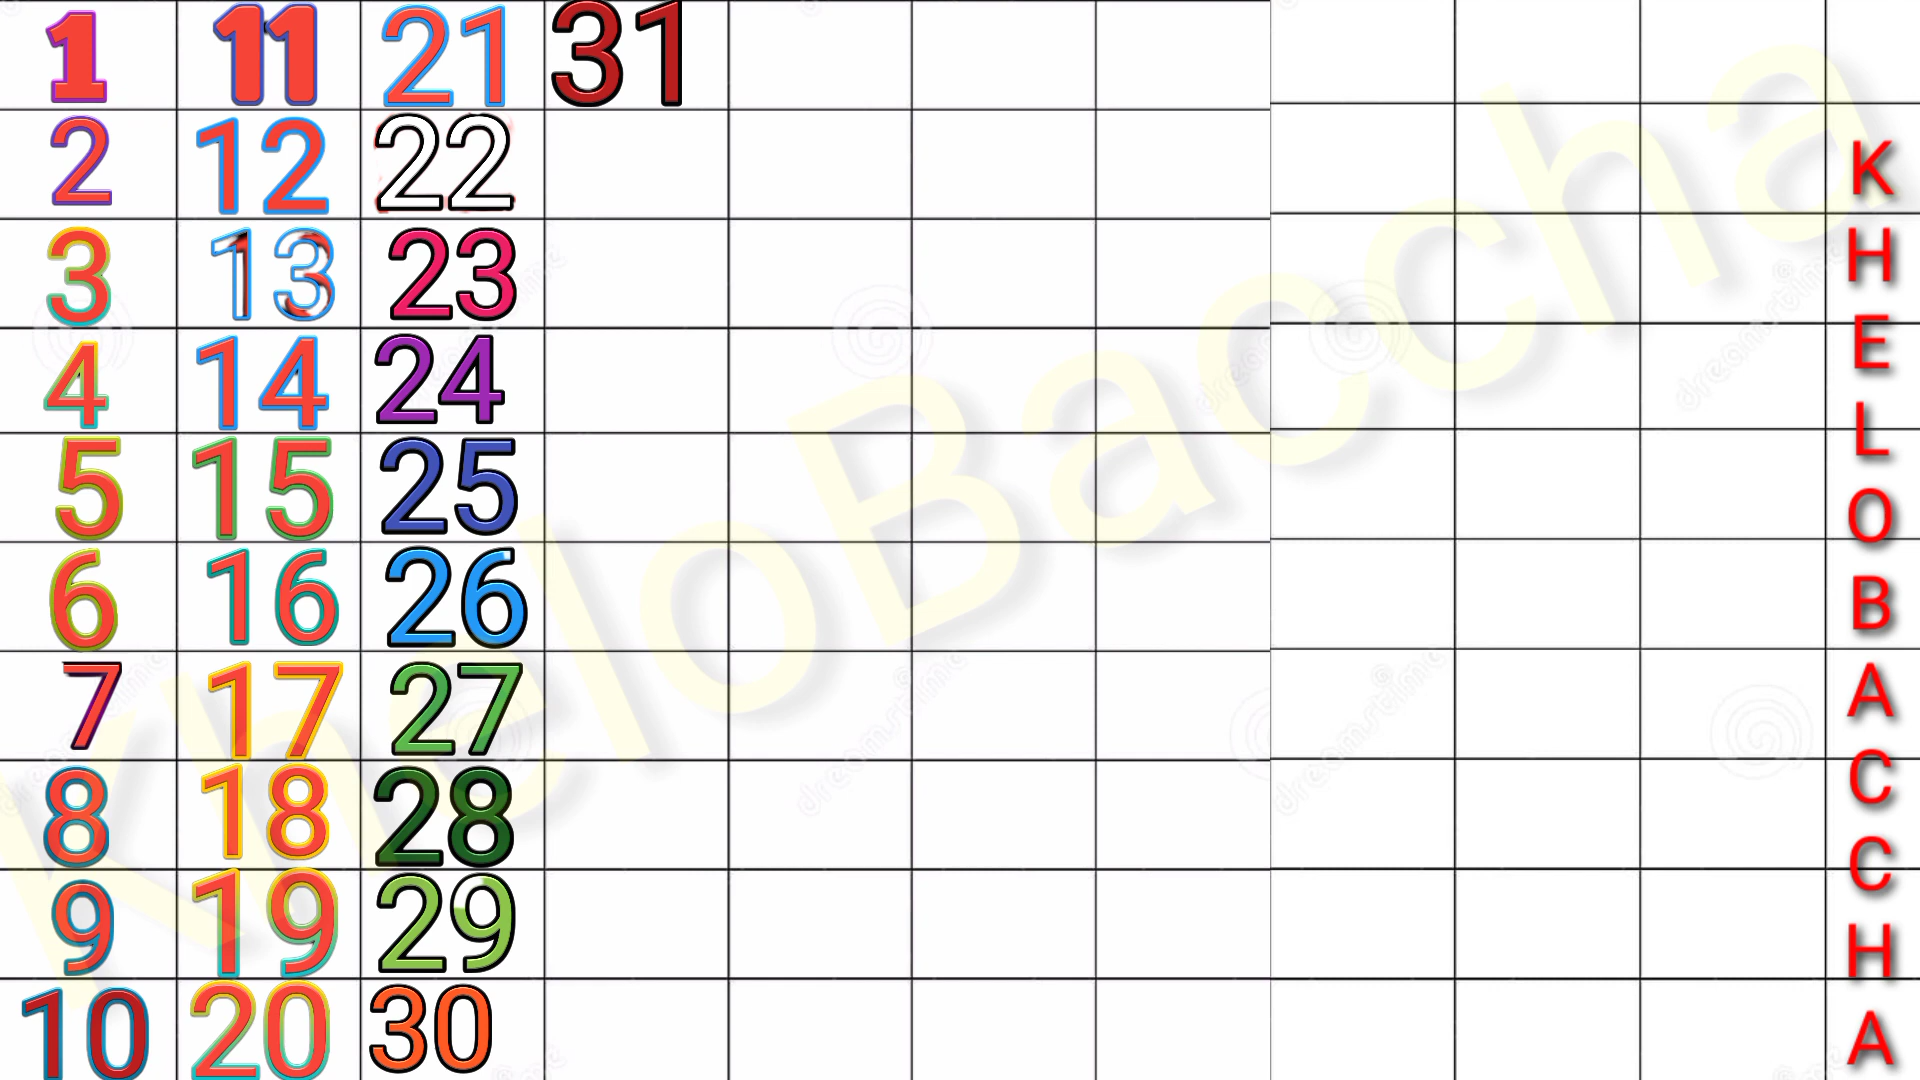 1 11 21 31
2 12 22
3 13 23
4 14 24
5 15 25
6 16 26
7 17 27
8 18 28
9 19 29
10 20 30
K
H
E
L
O
B
A
C
C
H
A
KheloBaccha
dreamstime